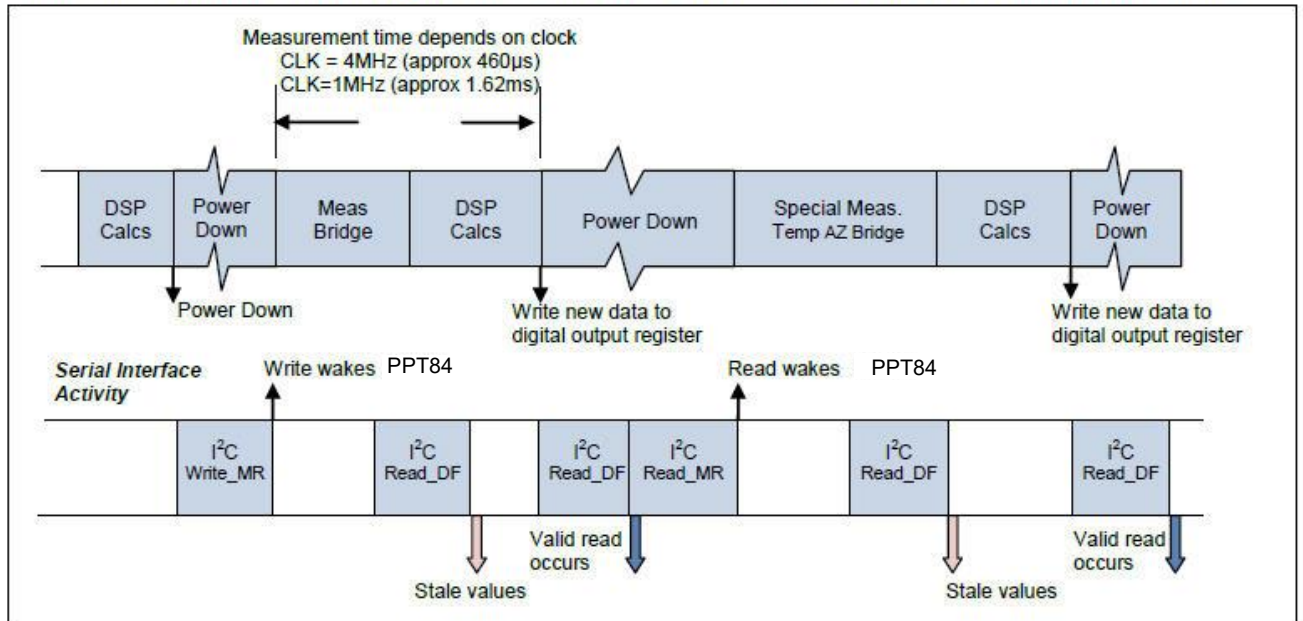 Measurement time depends on clock
CLK = 4MHz (approx 460µs)
CLK=1MHz (approx 1.62ms)
DSP
Calcs
Power
Down
Meas
Bridge
DSP
Calcs
Power Down
Special Meas.
Temp AZ Bridge
DSP
Calcs
Power
Down
Power Down
Write new data to
digital output register
Write new data to
digital output register
Serial Interface
Activity
Write wakes PPT84
Read wakes PPT84
I²C
Write_MR
I²C
Read_DF
I²C
Read_DF
I²C
Read_MR
I²C
Read_DF
I²C
Read_DF
Stale values
Valid read
occurs
Stale values
Valid read
occurs